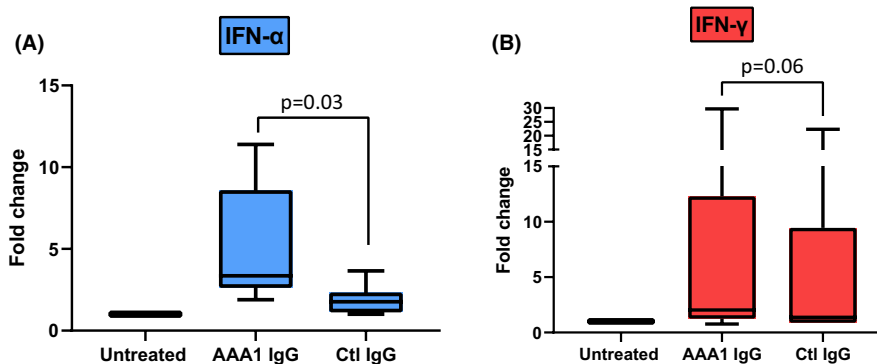 (A)
IFN-α
Fold change
15
10
5
0
p=0.03
Untreated
AAA1 IgG
Ctl IgG
(B)
IFN-γ
Fold change
30
25
20
15
15
10
5
0
p=0.06
Untreated
AAA1 IgG
Ctl IgG